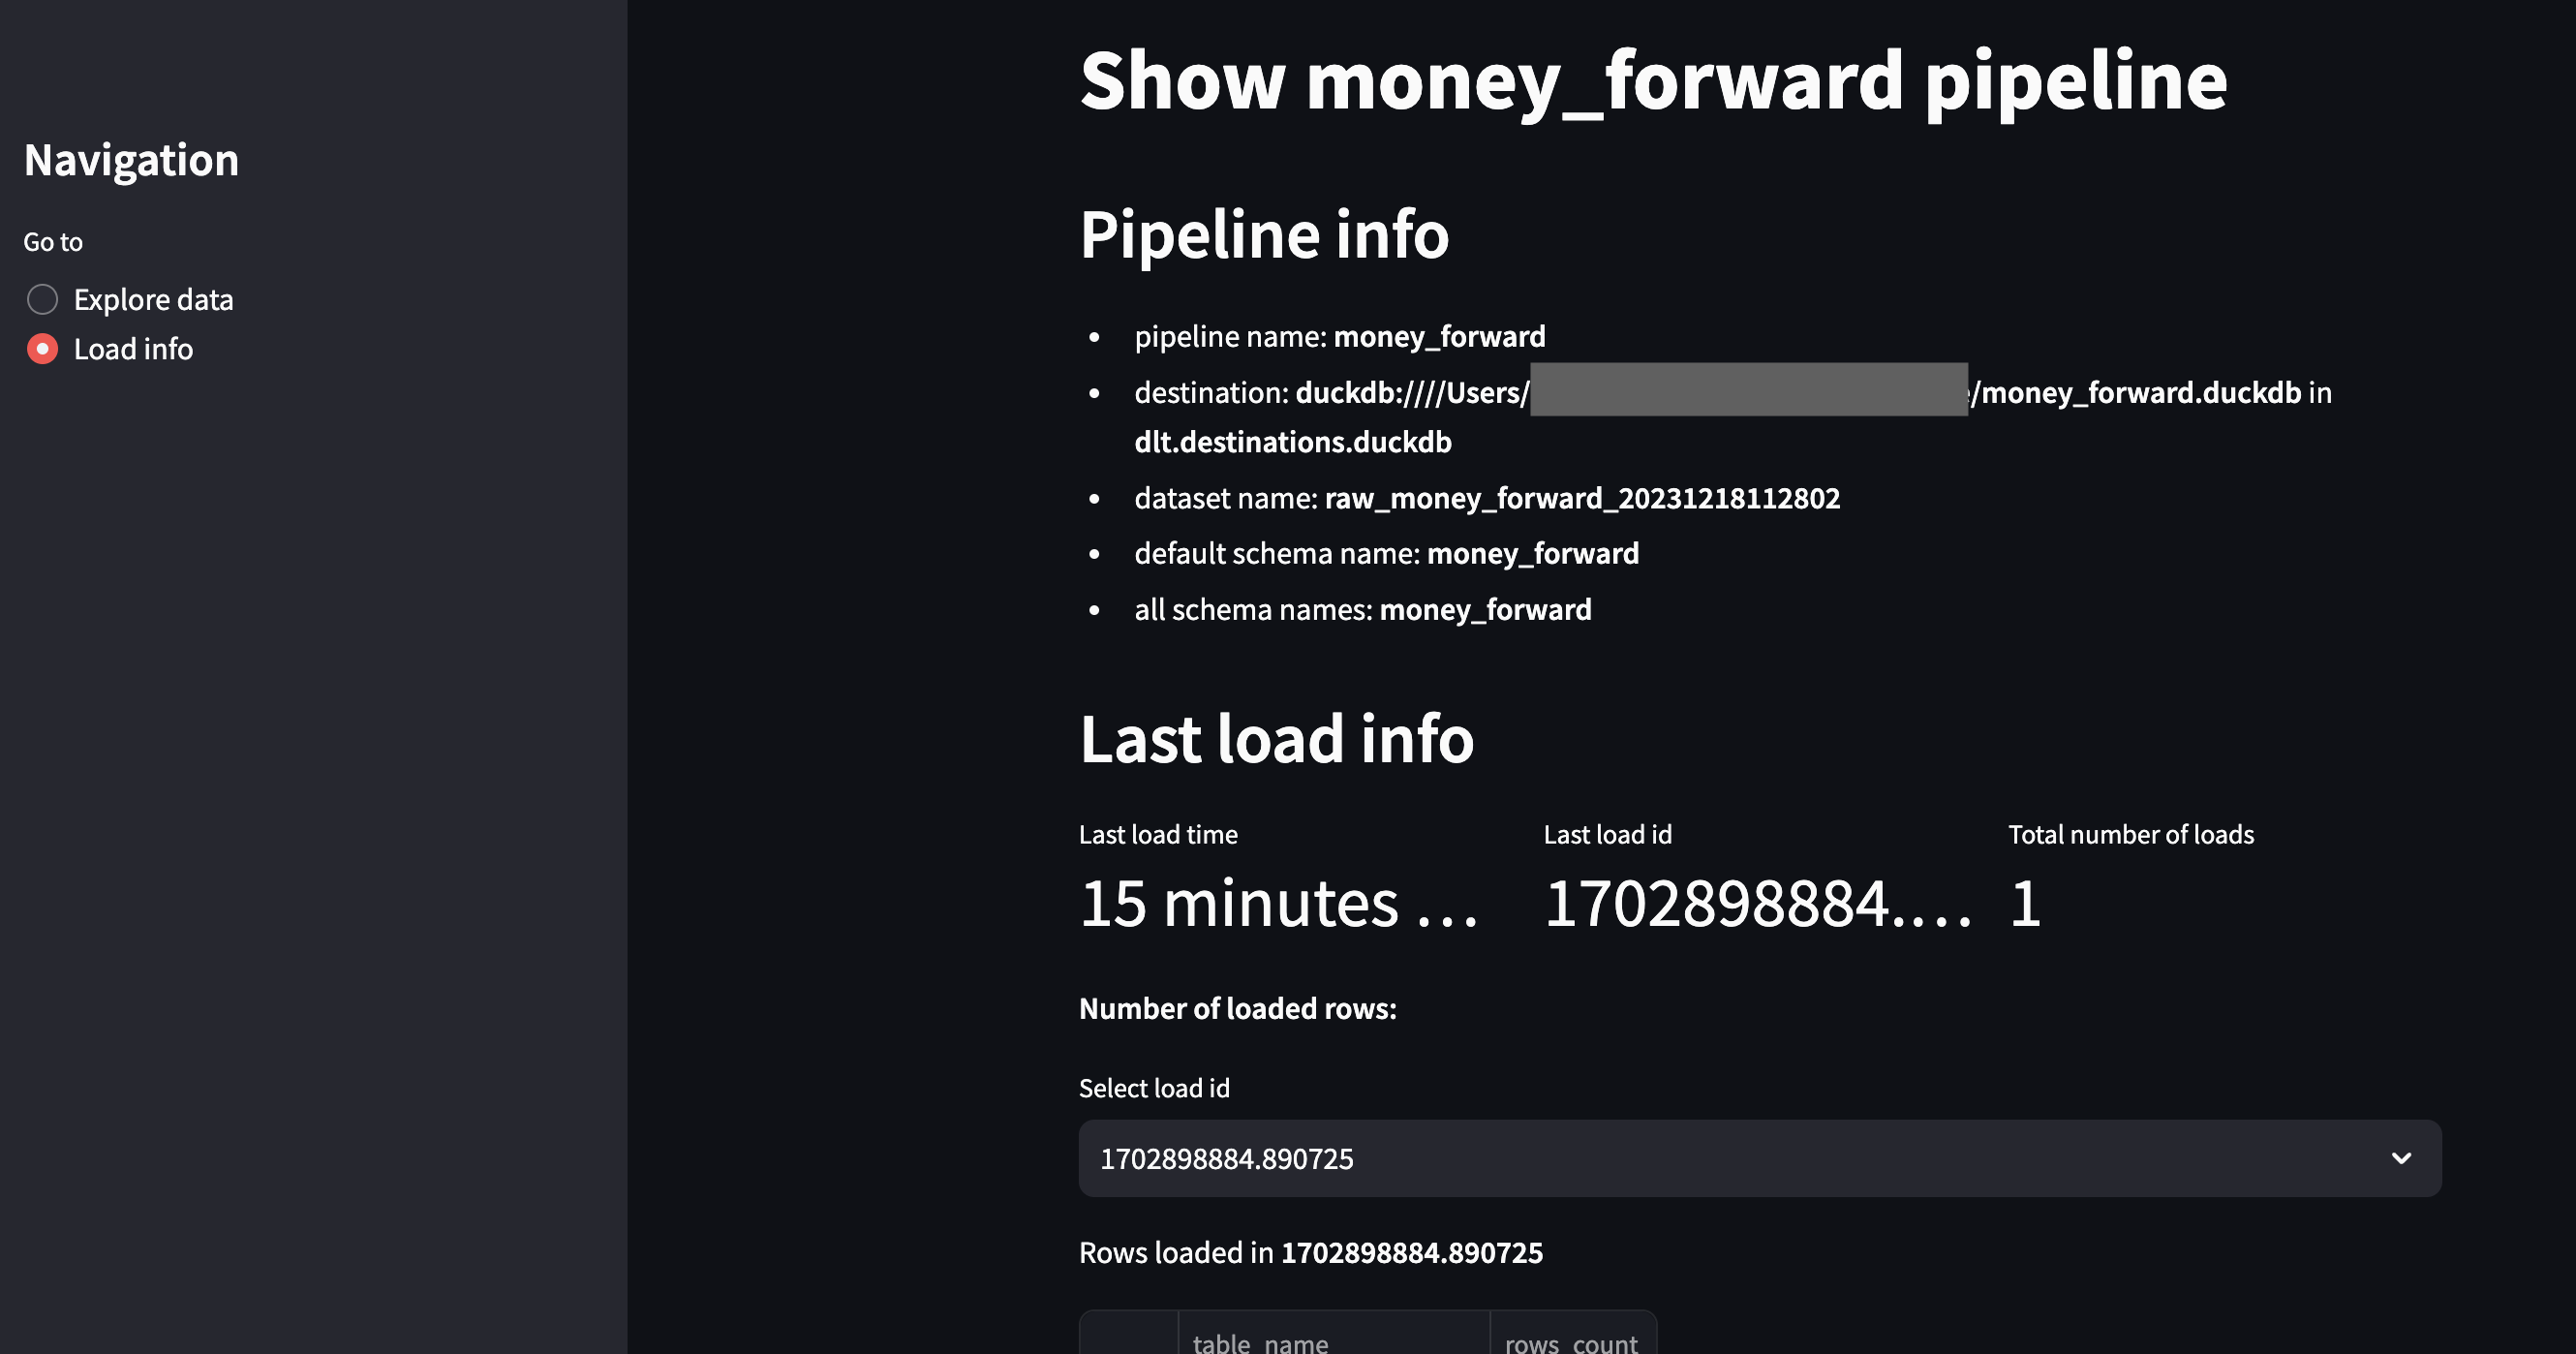 Show money_forward pipeline
Navigation
Go to
Explore data
Load info
Pipeline info
pipeline name: money_forward
destination: duckdb:////Users/ /money_forward.duckdb in
dlt.destinations.duckdb
dataset name: raw_money_forward_20231218112802
default schema name: money_forward
all schema names: money_forward
Last load info
Last load time
Last load id
Total number of loads
15 minutes …
1702898884.…
1
Number of loaded rows:
Select load id
1702898884.890725
Rows loaded in 1702898884.890725
table_name
rows_count